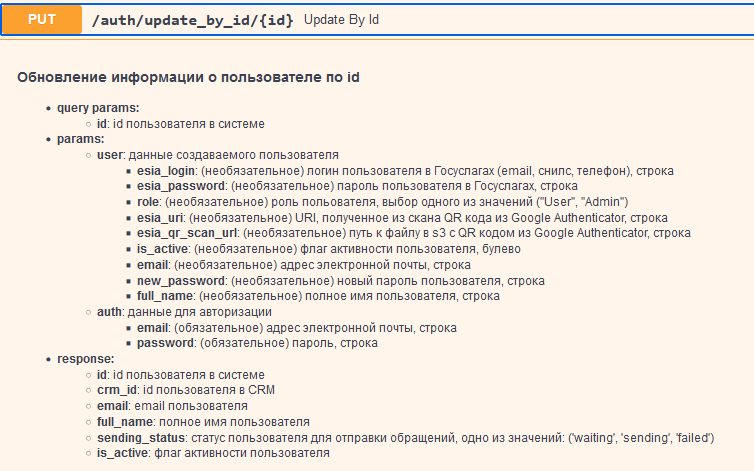 PUT /auth/update_by_id/{id} Update By Id
Обновление информации о пользователе по id
query params:
id: id пользователя в системе
params:
user: данные создаваемого пользователя
esia_login: (необязательное) логин пользователя в Госуслагах (email, снилс, телефон), строка
esia_password: (необязательное) пароль пользователя в Госуслугах, строка
role: (необязательное) роль пользователя, выбор одного из значений ("User", "Admin")
esia_uri: (необязательное) URI, полученное из скана QR кода из Google Authenticator, строка
esia_qr_scan_url: (необязательное) путь к файлу в s3 с QR кодом из Google Authenticator, строка
is_active: (необязательное) флаг активности пользователя, булево
email: (необязательное) адрес электронной почты, строка
new_password: (необязательное) новый пароль пользователя, строка
full_name: (необязательное) полное имя пользователя, строка
auth: данные для авторизации
email: (обязательное) адрес электронной почты, строка
password: (обязательное) пароль, строка
response:
id: id пользователя в системе
crm_id: id пользователя в CRM
email: email пользователя
full_name: полное имя пользователя
sending_status: статус пользователя для отправки обращений, одно из значений: ('waiting', 'sending', 'failed')
is_active: флаг активности пользователя